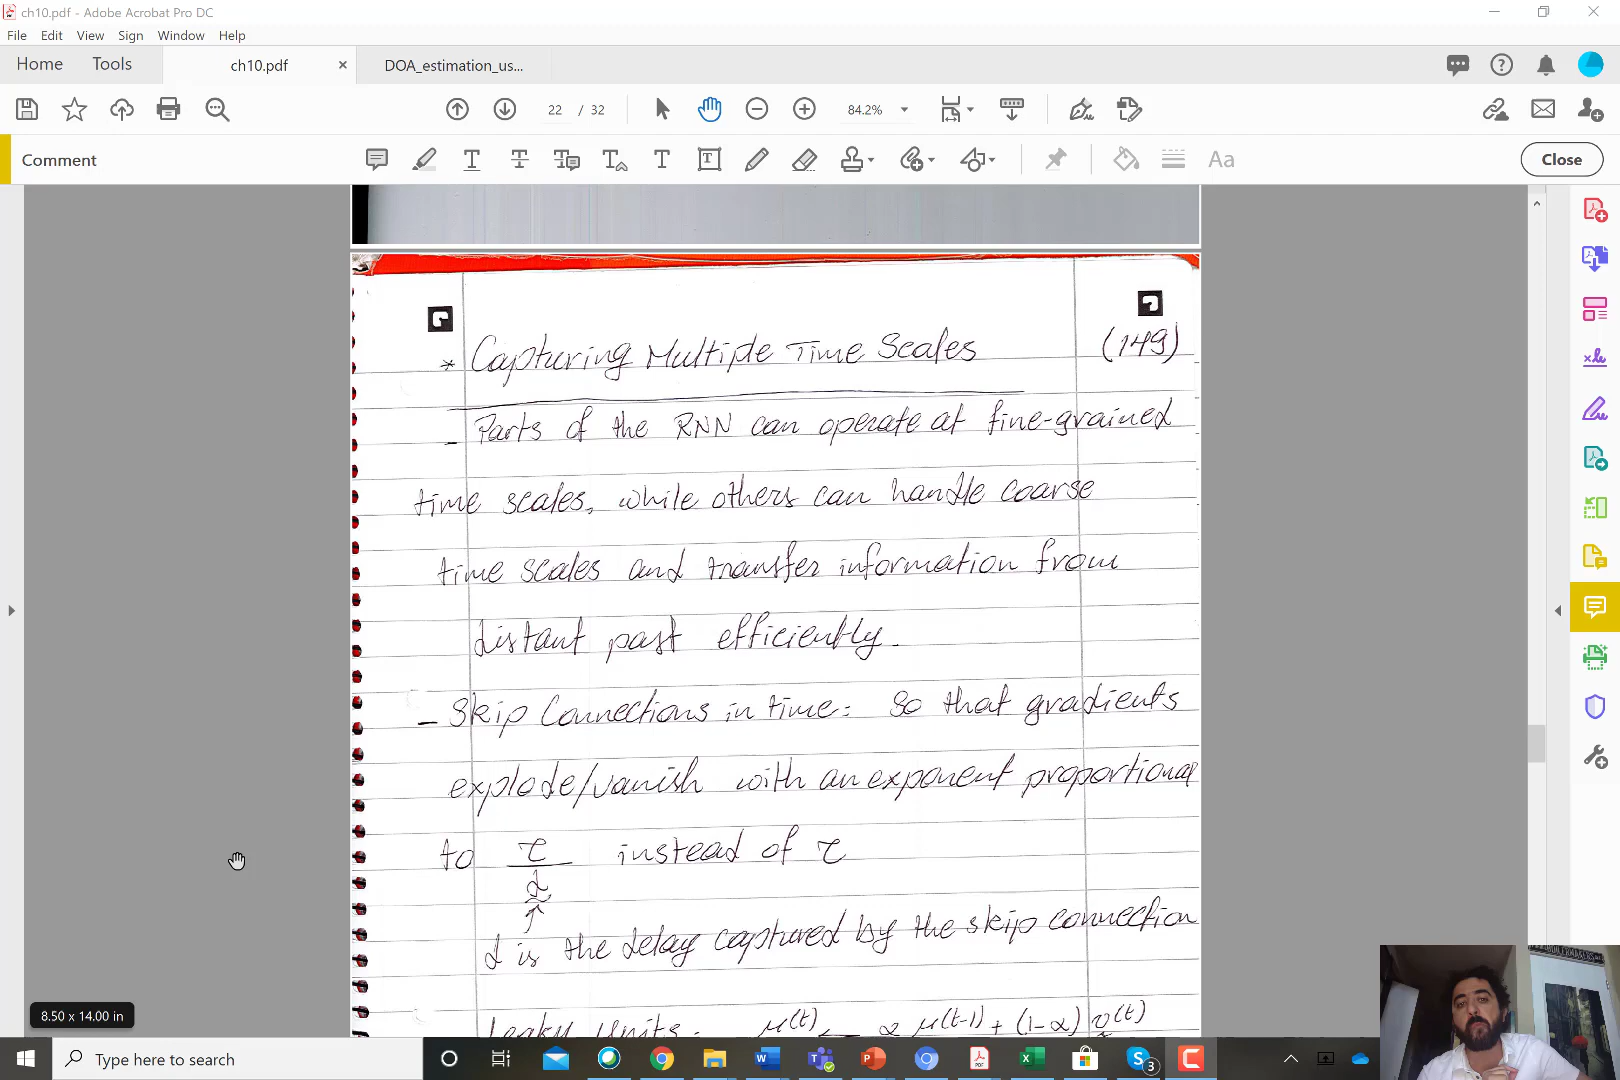 ch10.pdf - Adobe Acrobat Pro DC
File Edit View Sign Window Help
Home Tools ch10.pdf × DOA_estimation_us...
22 / 32 84.2%
Comment Close
* Capturing Multiple Time Scales (149)
- Parts of the RNN can operate at fine-grained
time scales, while others can handle coarse
time scales and transfer information from
distant past efficiently.
- Skip Connections in time: so that gradients
explode/vanish with an exponent proportional
to τ/d instead of τ
d is the delay captured by the skip connection
Leaky Units: μ(t) ← α μ(t-1) + (1-α) v(t)
8.50 x 14.00 in
Type here to search
3